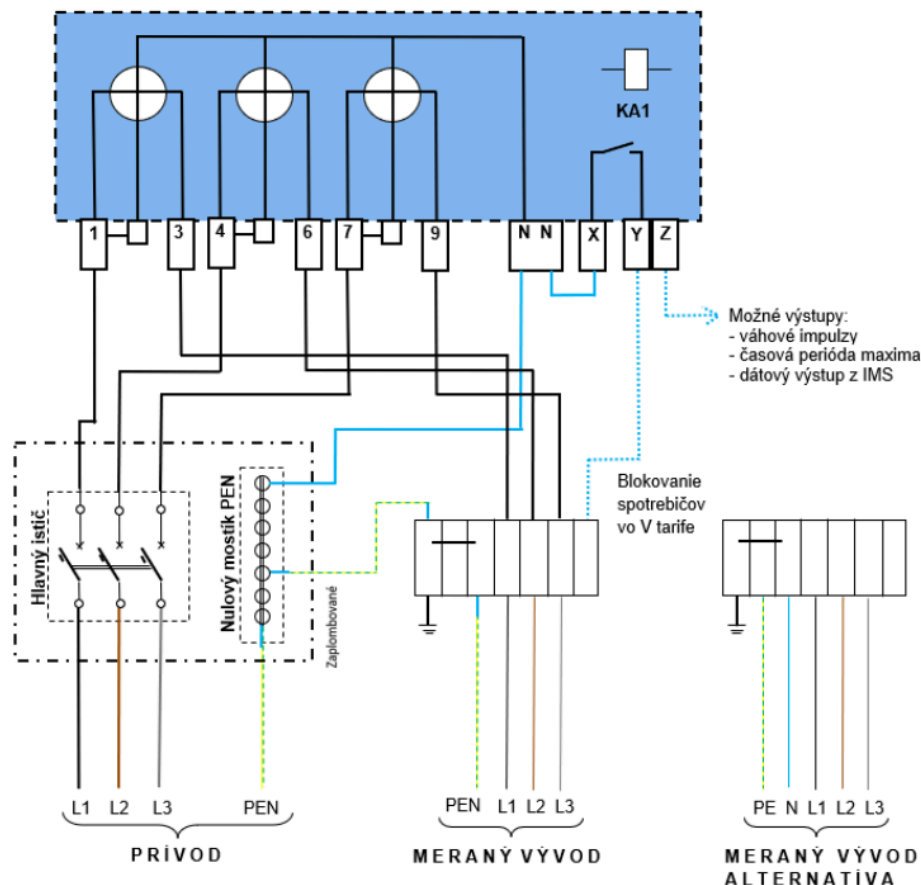 KA1
1 3 4 6 7 9 N N X Y Z
Možné výstupy:
- váhové impulzy
- časová perióda maxima
- dátový výstup z IMS
Blokovanie
spotrebičov
vo V tarife
Hlavný istič
Nulový mostík PEN
Zaplombované
L1 L2 L3 PEN
PRÍVOD
PEN L1 L2 L3
MERANÝ VÝVOD
PE N L1 L2 L3
MERANÝ VÝVOD
ALTERNATÍVA